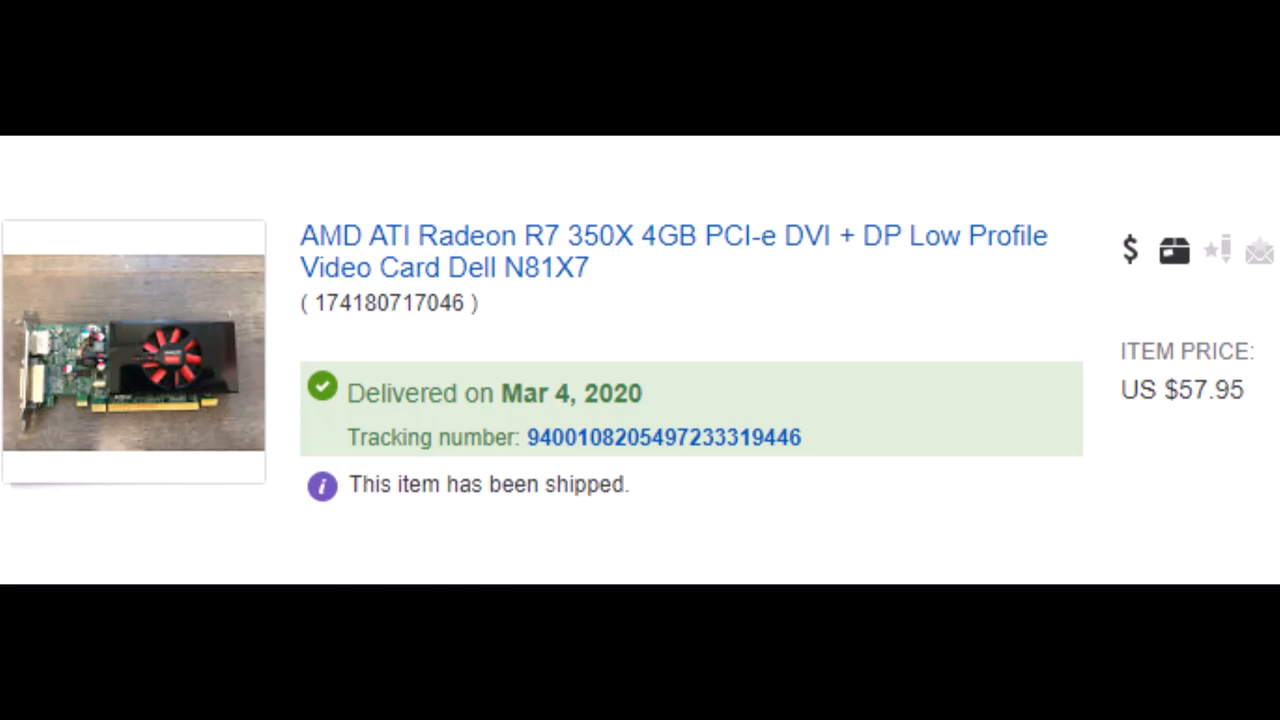 AMD ATI Radeon R7 350X 4GB PCI-e DVI + DP Low Profile
Video Card Dell N81X7
( 174180717046 )
Delivered on Mar 4, 2020
Tracking number: 9400108205497233319446
i This item has been shipped.
$
ITEM PRICE:
US $57.95